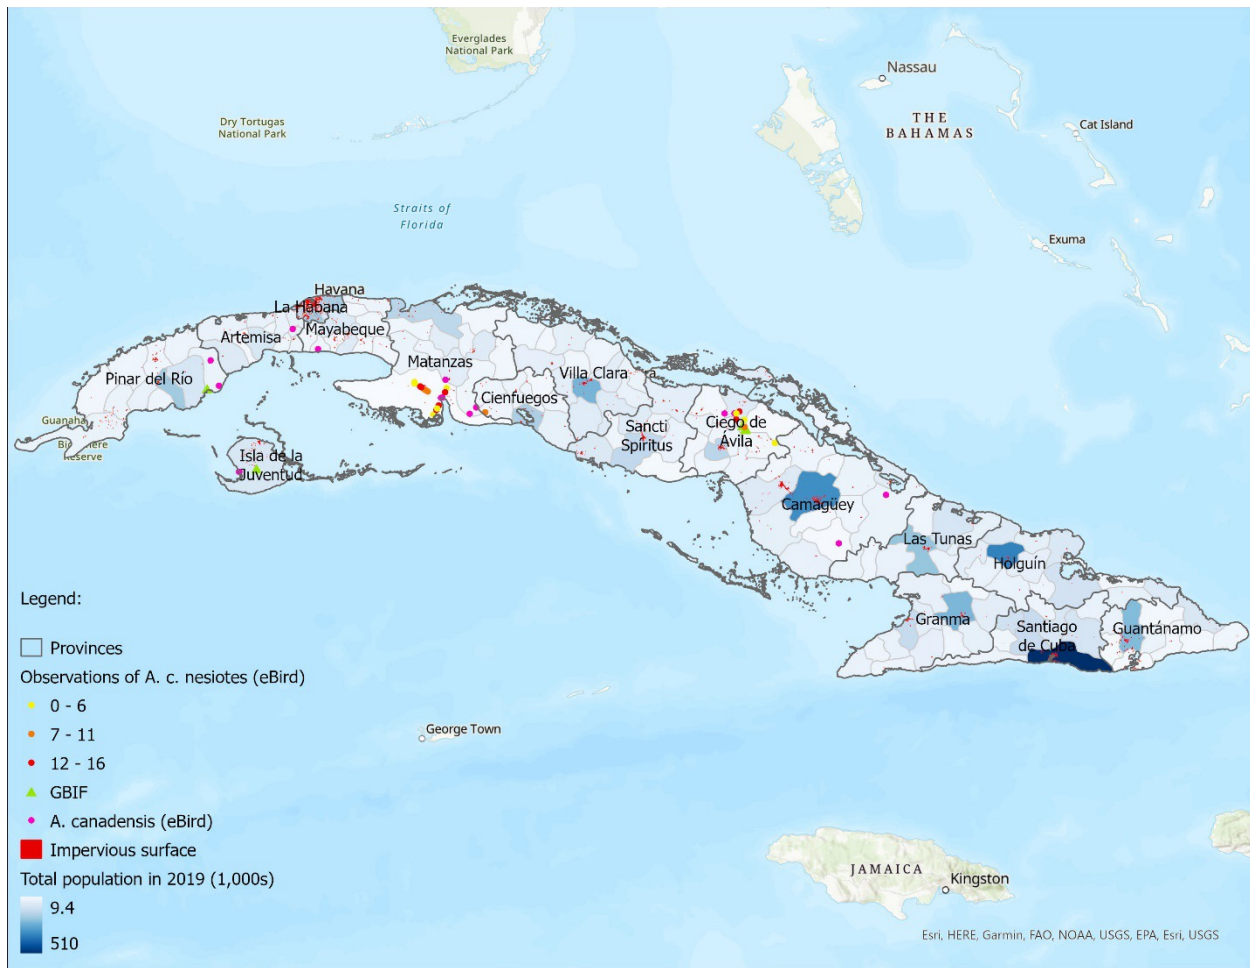 Everglades
National Park
Nassau
THE
BAHAMAS
Dry Tortugas
National Park
Cat Island
Straits of
Florida
Exuma
Havana
La Habana
Mayabeque
Artemisa
Matanzas
Pinar del Río
Villa Clara
Cienfuegos
Ciego de
Ávila
Sancti
Spiritus
Guanaha
Reserve
Isla de la
Juventud
Camagüey
Las Tunas
Holguín
Granma
Santiago
de Cuba
Guantánamo
Legend:
Provinces
Observations of A. c. nesiotes (eBird)
0 - 6
7 - 11
12 - 16
GBIF
A. canadensis (eBird)
Impervious surface
Total population in 2019 (1,000s)
9.4
510
George Town
JAMAICA
Kingston
Esri, HERE, Garmin, FAO, NOAA, USGS, EPA, Esri, USGS